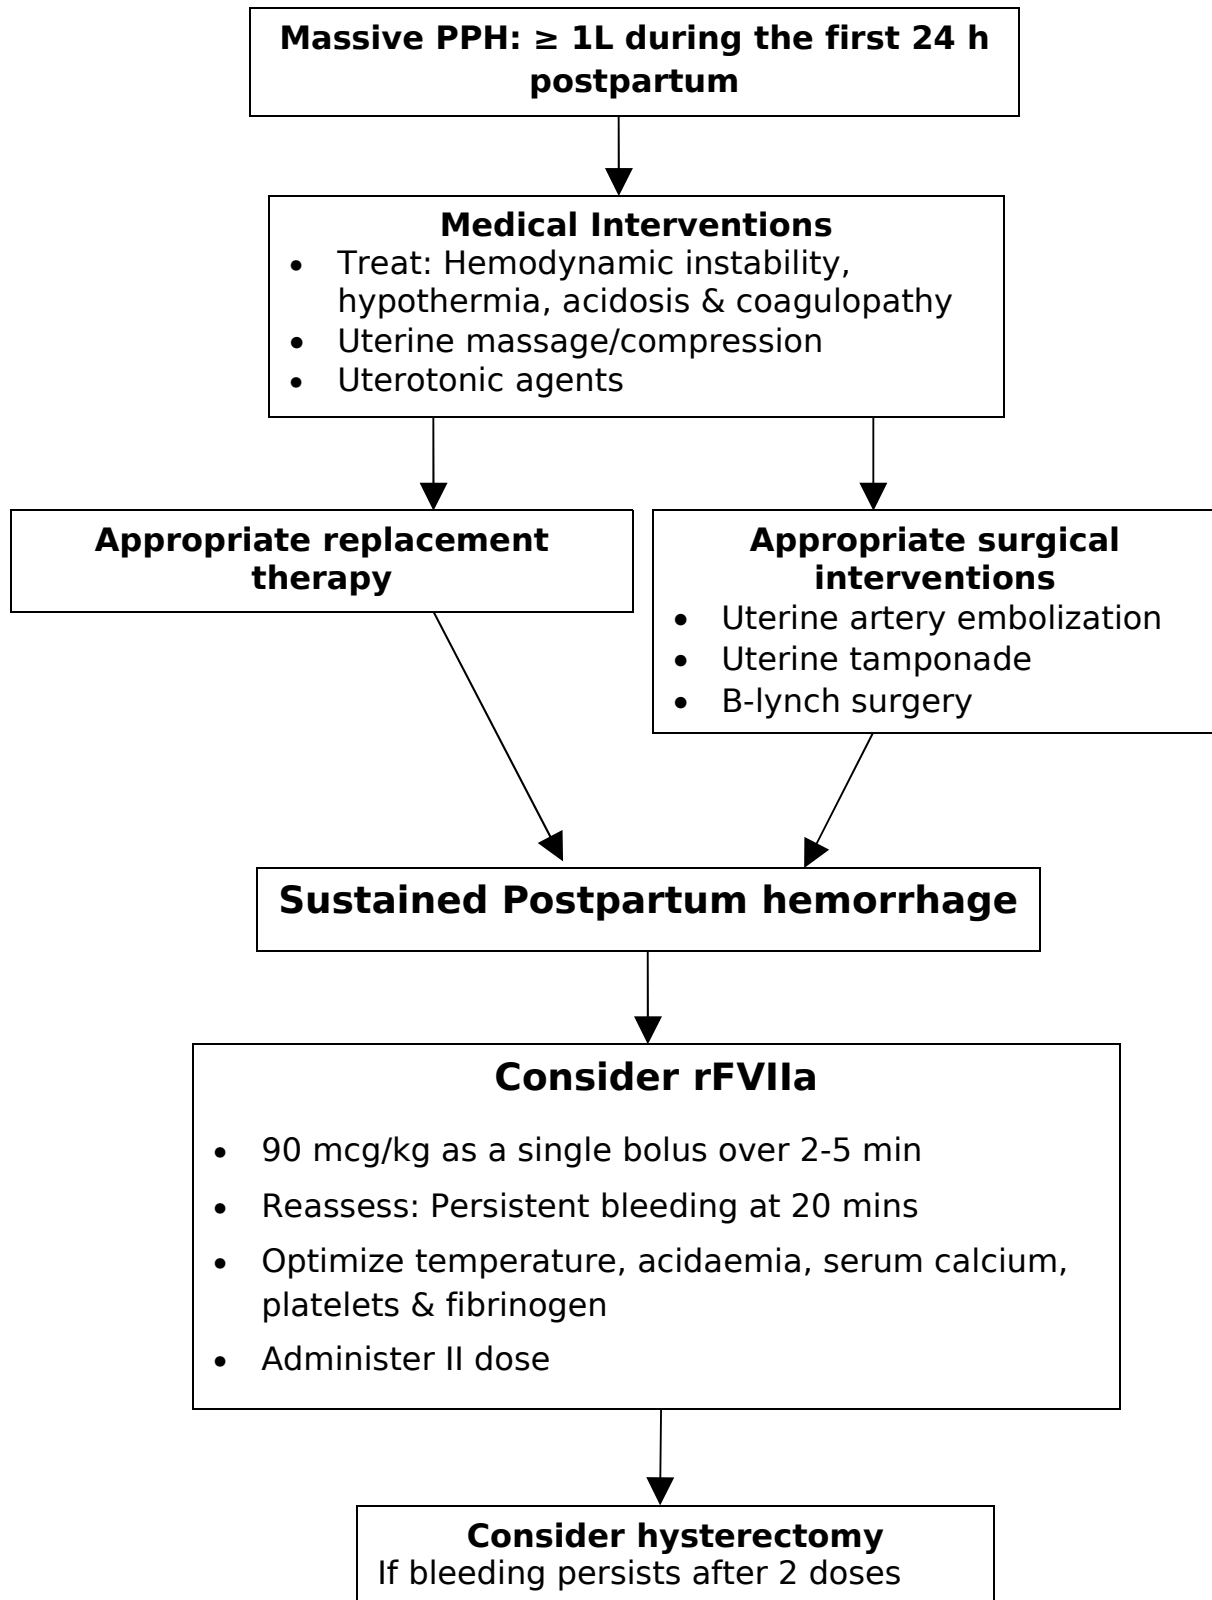 Massive PPH: ≥ 1L during the first 24 h
postpartum
Medical Interventions
• Treat: Hemodynamic instability,
hypothermia, acidosis & coagulopathy
• Uterine massage/compression
• Uterotonic agents
Appropriate replacement
therapy
Appropriate surgical
interventions
• Uterine artery embolization
• Uterine tamponade
• B-lynch surgery
Sustained Postpartum hemorrhage
Consider rFVIIa
• 90 mcg/kg as a single bolus over 2-5 min
• Reassess: Persistent bleeding at 20 mins
• Optimize temperature, acidaemia, serum calcium,
platelets & fibrinogen
• Administer II dose
Consider hysterectomy
If bleeding persists after 2 doses